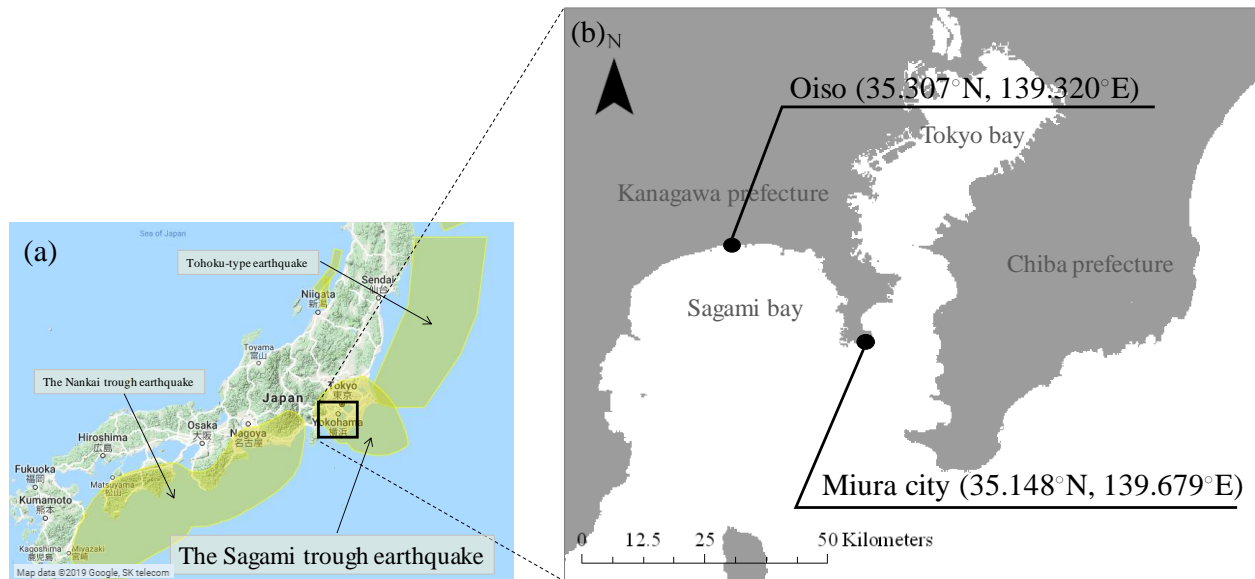 (a)
Sea of Japan
Tohoku-type earthquake
Sendai
仙台
Niigata
新潟
Toyama
富山
The Nankai trough earthquake
Tokyo
東京
Japan
Yokohama
横浜
Nagoya
名古屋
Osaka
大阪
Hiroshima
広島
Matsuyama
松山
Fukuoka
福岡
Kumamoto
熊本
Kagoshima
鹿児島
Miyazaki
宮崎
The Sagami trough earthquake
Map data ©2019 Google, SK telecom
(b)
N
Oiso (35.307°N, 139.320°E)
Tokyo bay
Kanagawa prefecture
Chiba prefecture
Sagami bay
Miura city (35.148°N, 139.679°E)
0 12.5 25 50 Kilometers